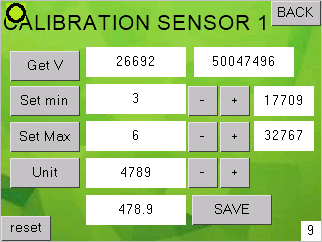 CALIBRATION SENSOR 1 BACK
Get V 26692 50047496
Set min 3 - + 17709
Set Max 6 - + 32767
Unit 4789 - +
478.9 SAVE
reset 9